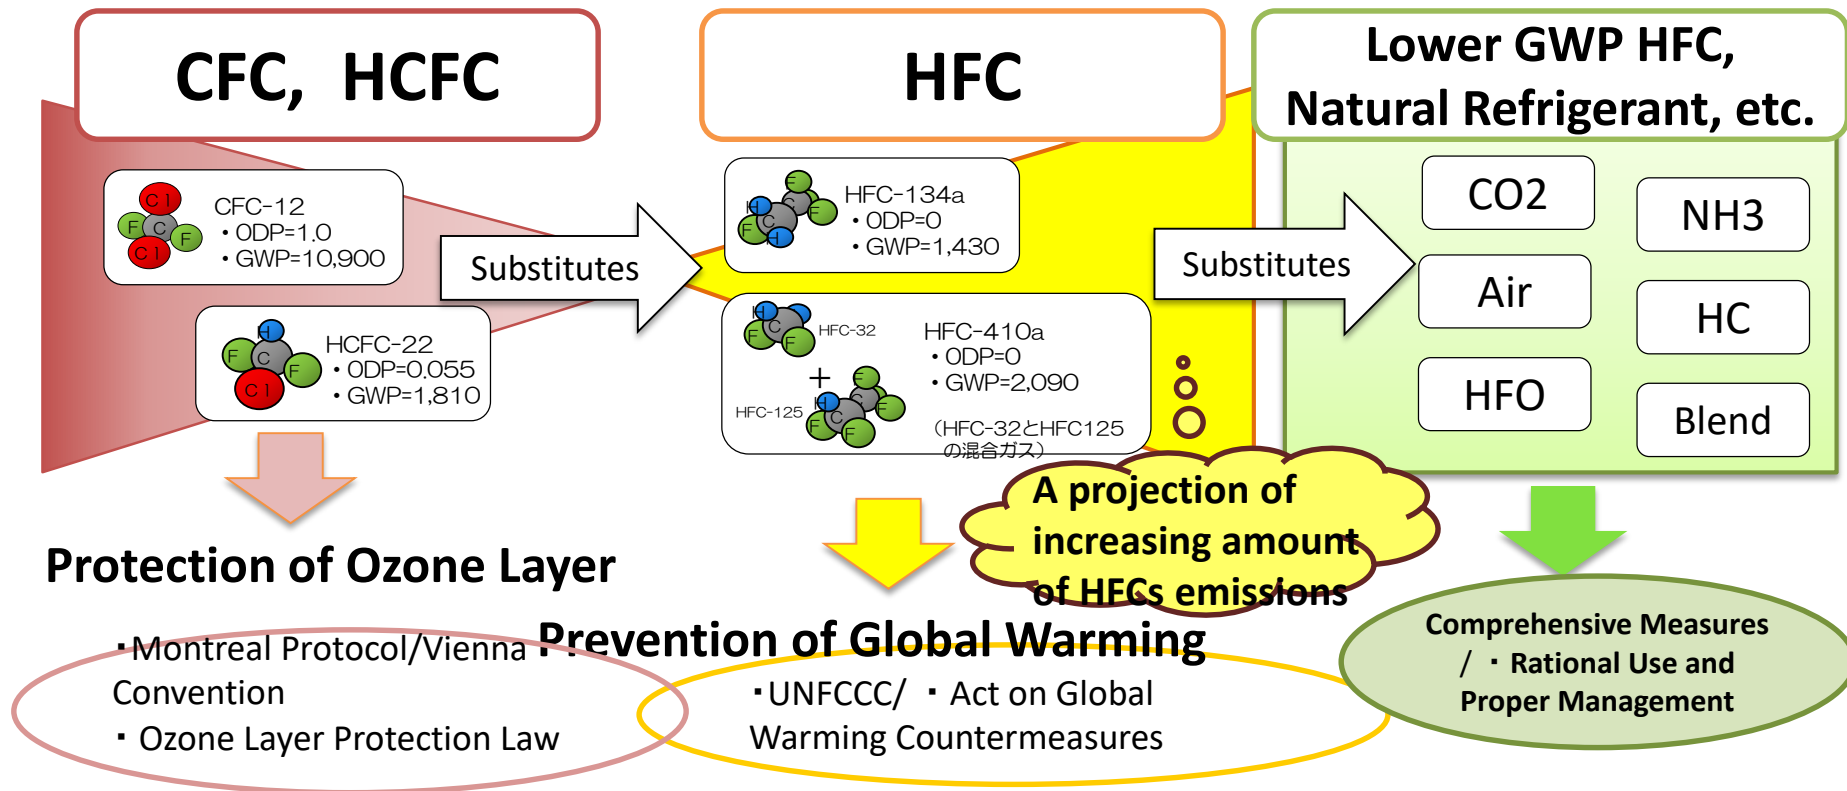 CFC, HCFC
HFC
Lower GWP HFC,
Natural Refrigerant, etc.
Cl
F
C
F
Cl
CFC-12
・ODP=1.0
・GWP=10,900
H
F
C
F
Cl
HCFC-22
・ODP=0.055
・GWP=1,810
Substitutes
F
H
C
F
F
H
HFC-134a
・ODP=0
・GWP=1,430
H
C
F
F
HFC-32
+
HFC-125
F
H
C
C
F
F
F
HFC-410a
・ODP=0
・GWP=2,090
（HFC-32とHFC125
の混合ガス）
Substitutes
CO2
NH3
Air
HC
HFO
Blend
A projection of
increasing amount
of HFCs emissions
Protection of Ozone Layer
・Montreal Protocol/Vienna
Convention
・Ozone Layer Protection Law
Prevention of Global Warming
・UNFCCC/ ・Act on Global
Warming Countermeasures
Comprehensive Measures
/ ・Rational Use and
Proper Management